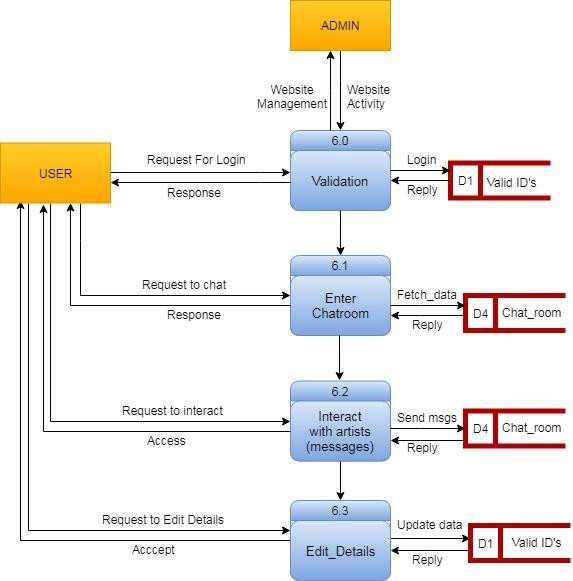 ADMIN
Website
Management
Website
Activity
6.0
USER
Request For Login
Login
Validation
D1
Valid ID's
Response
Reply
6.1
Request to chat
Enter
Chatroom
Fetch_data
Response
Reply
D4
Chat_room
6.2
Request to interact
Interact
with artists
(messages)
Send msgs
Access
Reply
D4
Chat_room
6.3
Request to Edit Details
Update data
Acccept
Edit_Details
Reply
D1
Valid ID's